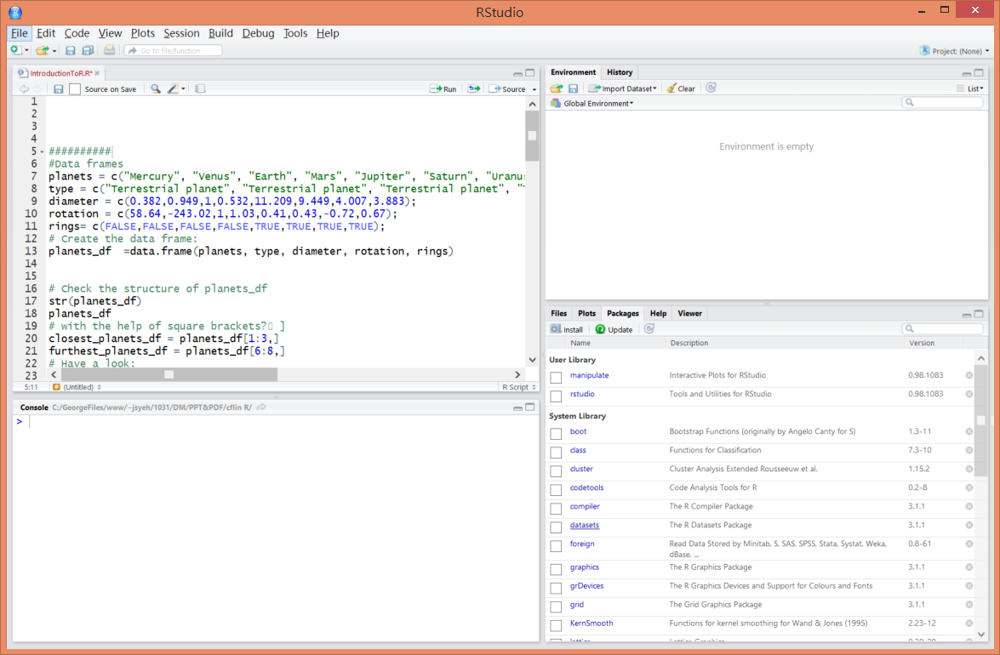 RStudio
File Edit Code View Plots Session Build Debug Tools Help
Go to file/function
Project: (None)
IntroductionToR.R*
Source on Save
Run
Source
1
2
3
4
5 ##########
6 #Data frames
7 planets = c("Mercury", "Venus", "Earth", "Mars", "Jupiter", "Saturn", "Uranu
8 type = c("Terrestrial planet", "Terrestrial planet", "Terrestrial planet", "
9 diameter = c(0.382,0.949,1,0.532,11.209,9.449,4.007,3.883);
10 rotation = c(58.64,-243.02,1,1.03,0.41,0.43,-0.72,0.67);
11 rings= c(FALSE,FALSE,FALSE,FALSE,TRUE,TRUE,TRUE,TRUE);
12 # Create the data frame:
13 planets_df =data.frame(planets, type, diameter, rotation, rings)
14
15
16 # Check the structure of planets_df
17 str(planets_df)
18 planets_df
19 # with the help of square brackets? ]
20 closest_planets_df = planets_df[1:3,]
21 furthest_planets_df = planets_df[6:8,]
22 # Have a look:
23
5:11 (Untitled) R Script
Console C:/GeorgeFiles/www/~jsyeh/1031/DM/PPT&PDF/cflin R/
>
Environment History
Import Dataset Clear List
Global Environment
Environment is empty
Files Plots Packages Help Viewer
Install Update
Name Description Version
User Library
manipulate Interactive Plots for RStudio 0.98.1083
rstudio Tools and Utilities for RStudio 0.98.1083
System Library
boot Bootstrap Functions (originally by Angelo Canty for S) 1.3-11
class Functions for Classification 7.3-10
cluster Cluster Analysis Extended Rousseeuw et al. 1.15.2
codetools Code Analysis Tools for R 0.2-8
compiler The R Compiler Package 3.1.1
datasets The R Datasets Package 3.1.1
foreign Read Data Stored by Minitab, S, SAS, SPSS, Stata, Systat, Weka, 0.8-61
dBase, ...
graphics The R Graphics Package 3.1.1
grDevices The R Graphics Devices and Support for Colours and Fonts 3.1.1
grid The Grid Graphics Package 3.1.1
KernSmooth Functions for kernel smoothing for Wand & Jones (1995) 2.23-12